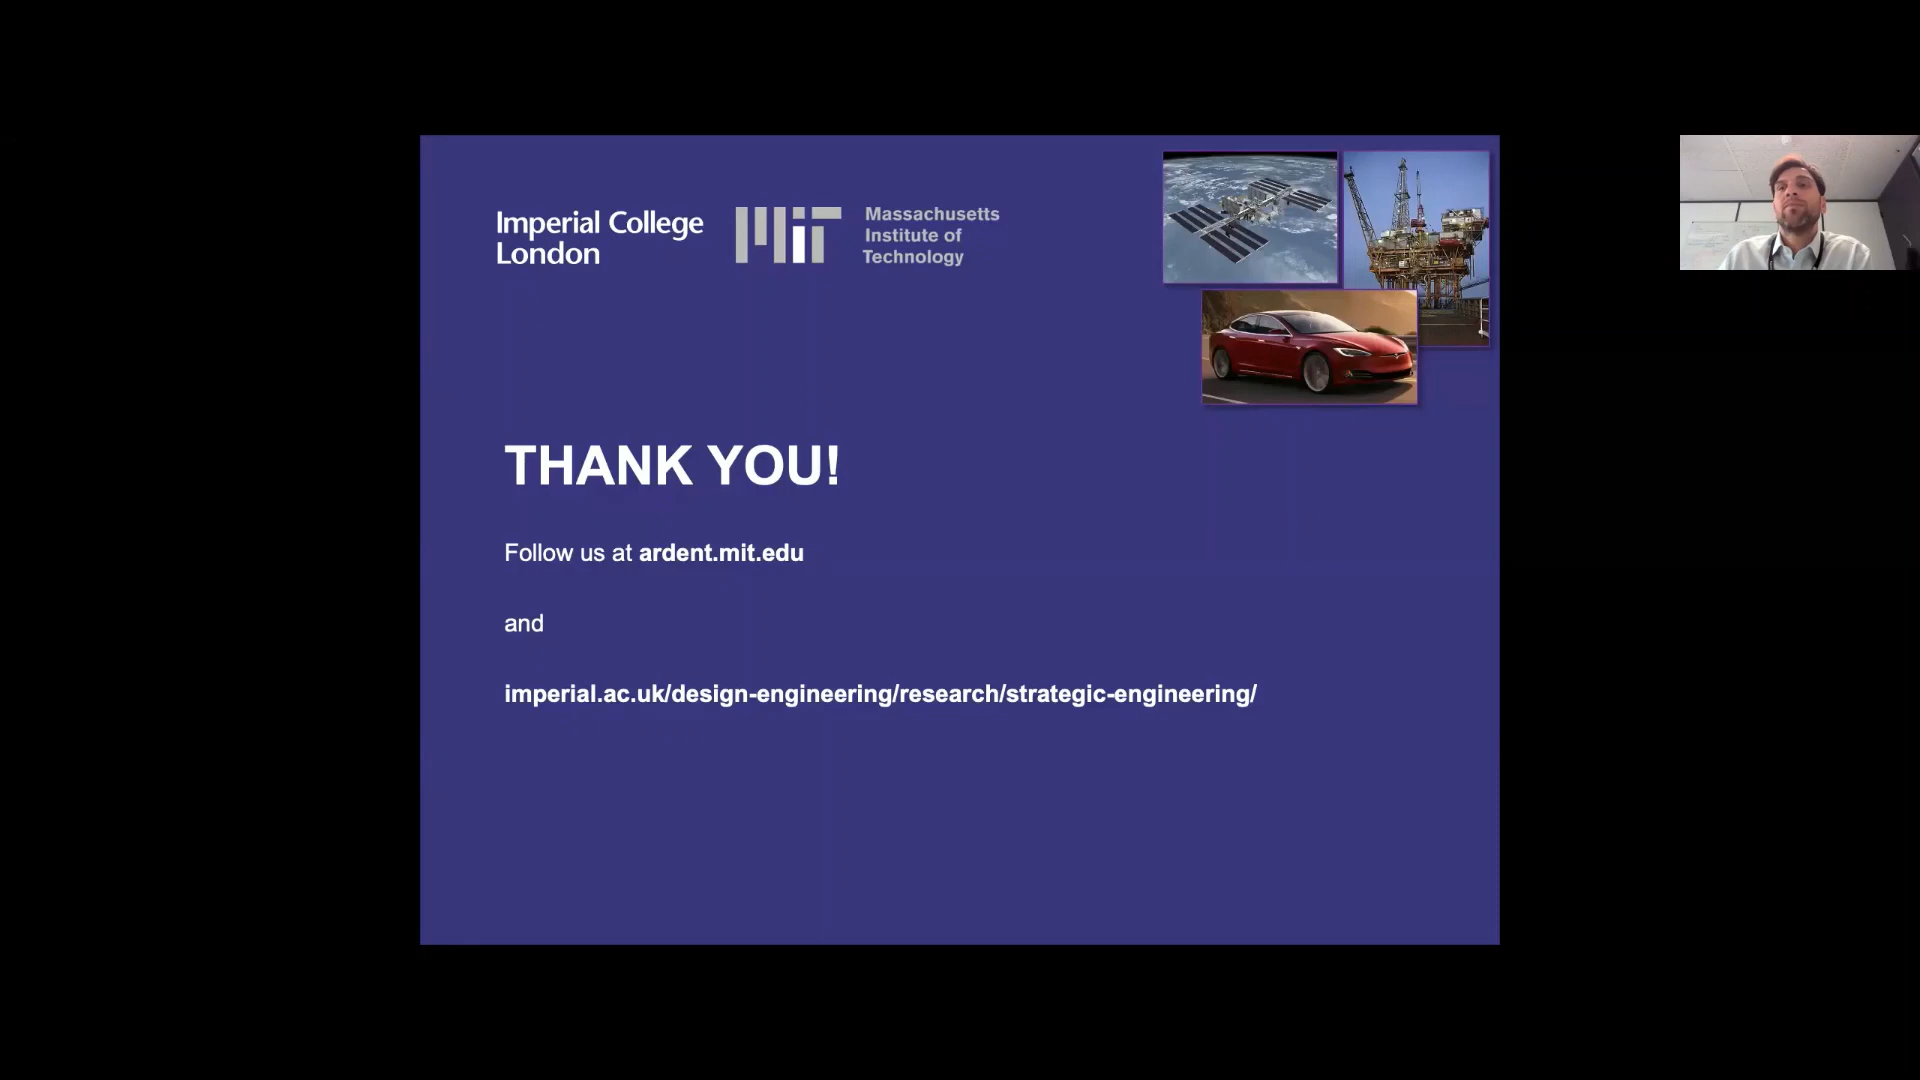 Imperial College
London
MiT
Massachusetts
Institute of
Technology
THANK YOU!
Follow us at ardent.mit.edu
and
imperial.ac.uk/design-engineering/research/strategic-engineering/